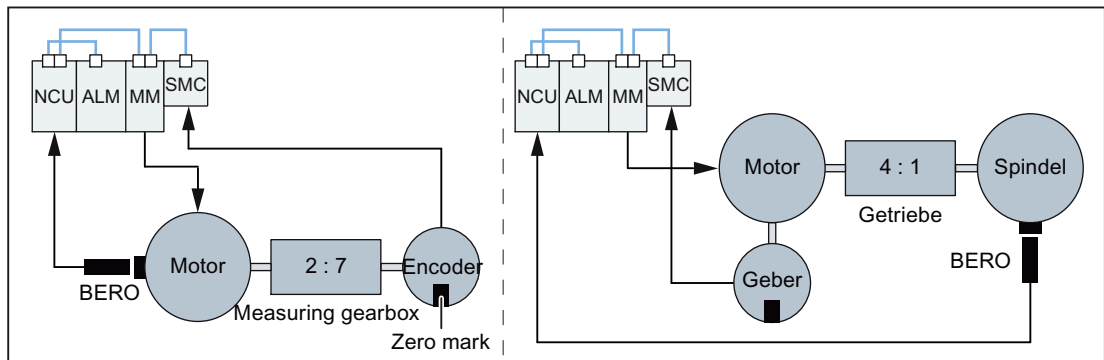 NCU
ALM
MM
SMC
Motor
2 : 7
Encoder
BERO
Measuring gearbox
Zero mark
NCU
ALM
MM
SMC
Motor
4 : 1
Spindel
Getriebe
Geber
BERO